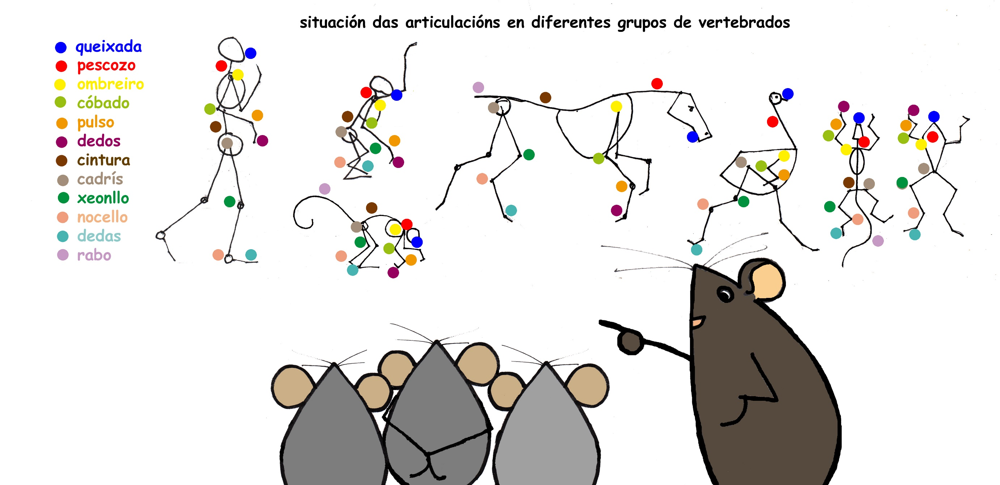 situación das articulacións en diferentes grupos de vertebrados
queixada
pescozo
ombreiro
cóbado
pulso
dedos
cintura
cadrís
xeonllo
nocello
dedas
rabo